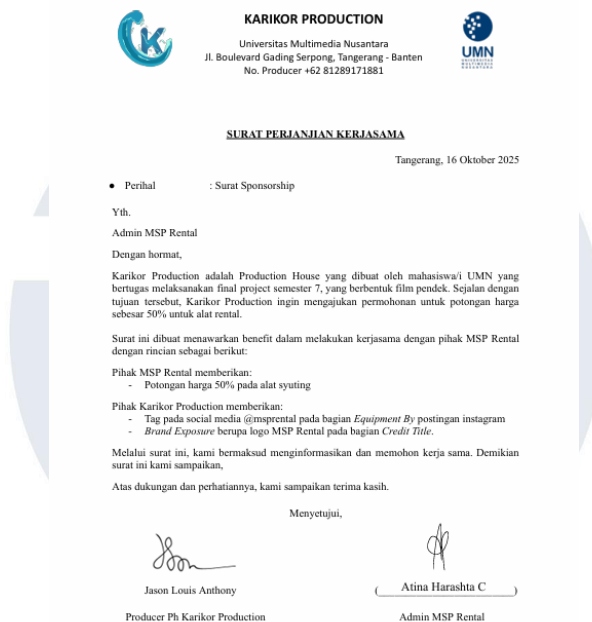 KARIKOR PRODUCTION
Universitas Multimedia Nusantara
Jl. Boulevard Gading Serpong, Tangerang - Banten
No. Producer +62 81289171881
UMN
UNIVERSITAS
MULTIMEDIA
NUSANTARA
SURAT PERJANJIAN KERJASAMA
Tangerang, 16 Oktober 2025
● Perihal : Surat Sponsorship
Yth.
Admin MSP Rental
Dengan hormat,
Karikor Production adalah Production House yang dibuat oleh mahasiswa/i UMN yang
bertugas melaksanakan final project semester 7, yang berbentuk film pendek. Sejalan dengan
tujuan tersebut, Karikor Production ingin mengajukan permohonan untuk potongan harga
sebesar 50% untuk alat rental.
Surat ini dibuat menawarkan benefit dalam melakukan kerjasama dengan pihak MSP Rental
dengan rincian sebagai berikut:
Pihak MSP Rental memberikan:
- Potongan harga 50% pada alat syuting
Pihak Karikor Production memberikan:
- Tag pada social media @msprental pada bagian Equipment By postingan instagram
- Brand Exposure berupa logo MSP Rental pada bagian Credit Title.
Melalui surat ini, kami bermaksud menginformasikan dan memohon kerja sama. Demikian
surat ini kami sampaikan,
Atas dukungan dan perhatiannya, kami sampaikan terima kasih.
Menyetujui,
Jason Louis Anthony
(Atina Harashta C)
Producer Ph Karikor Production
Admin MSP Rental